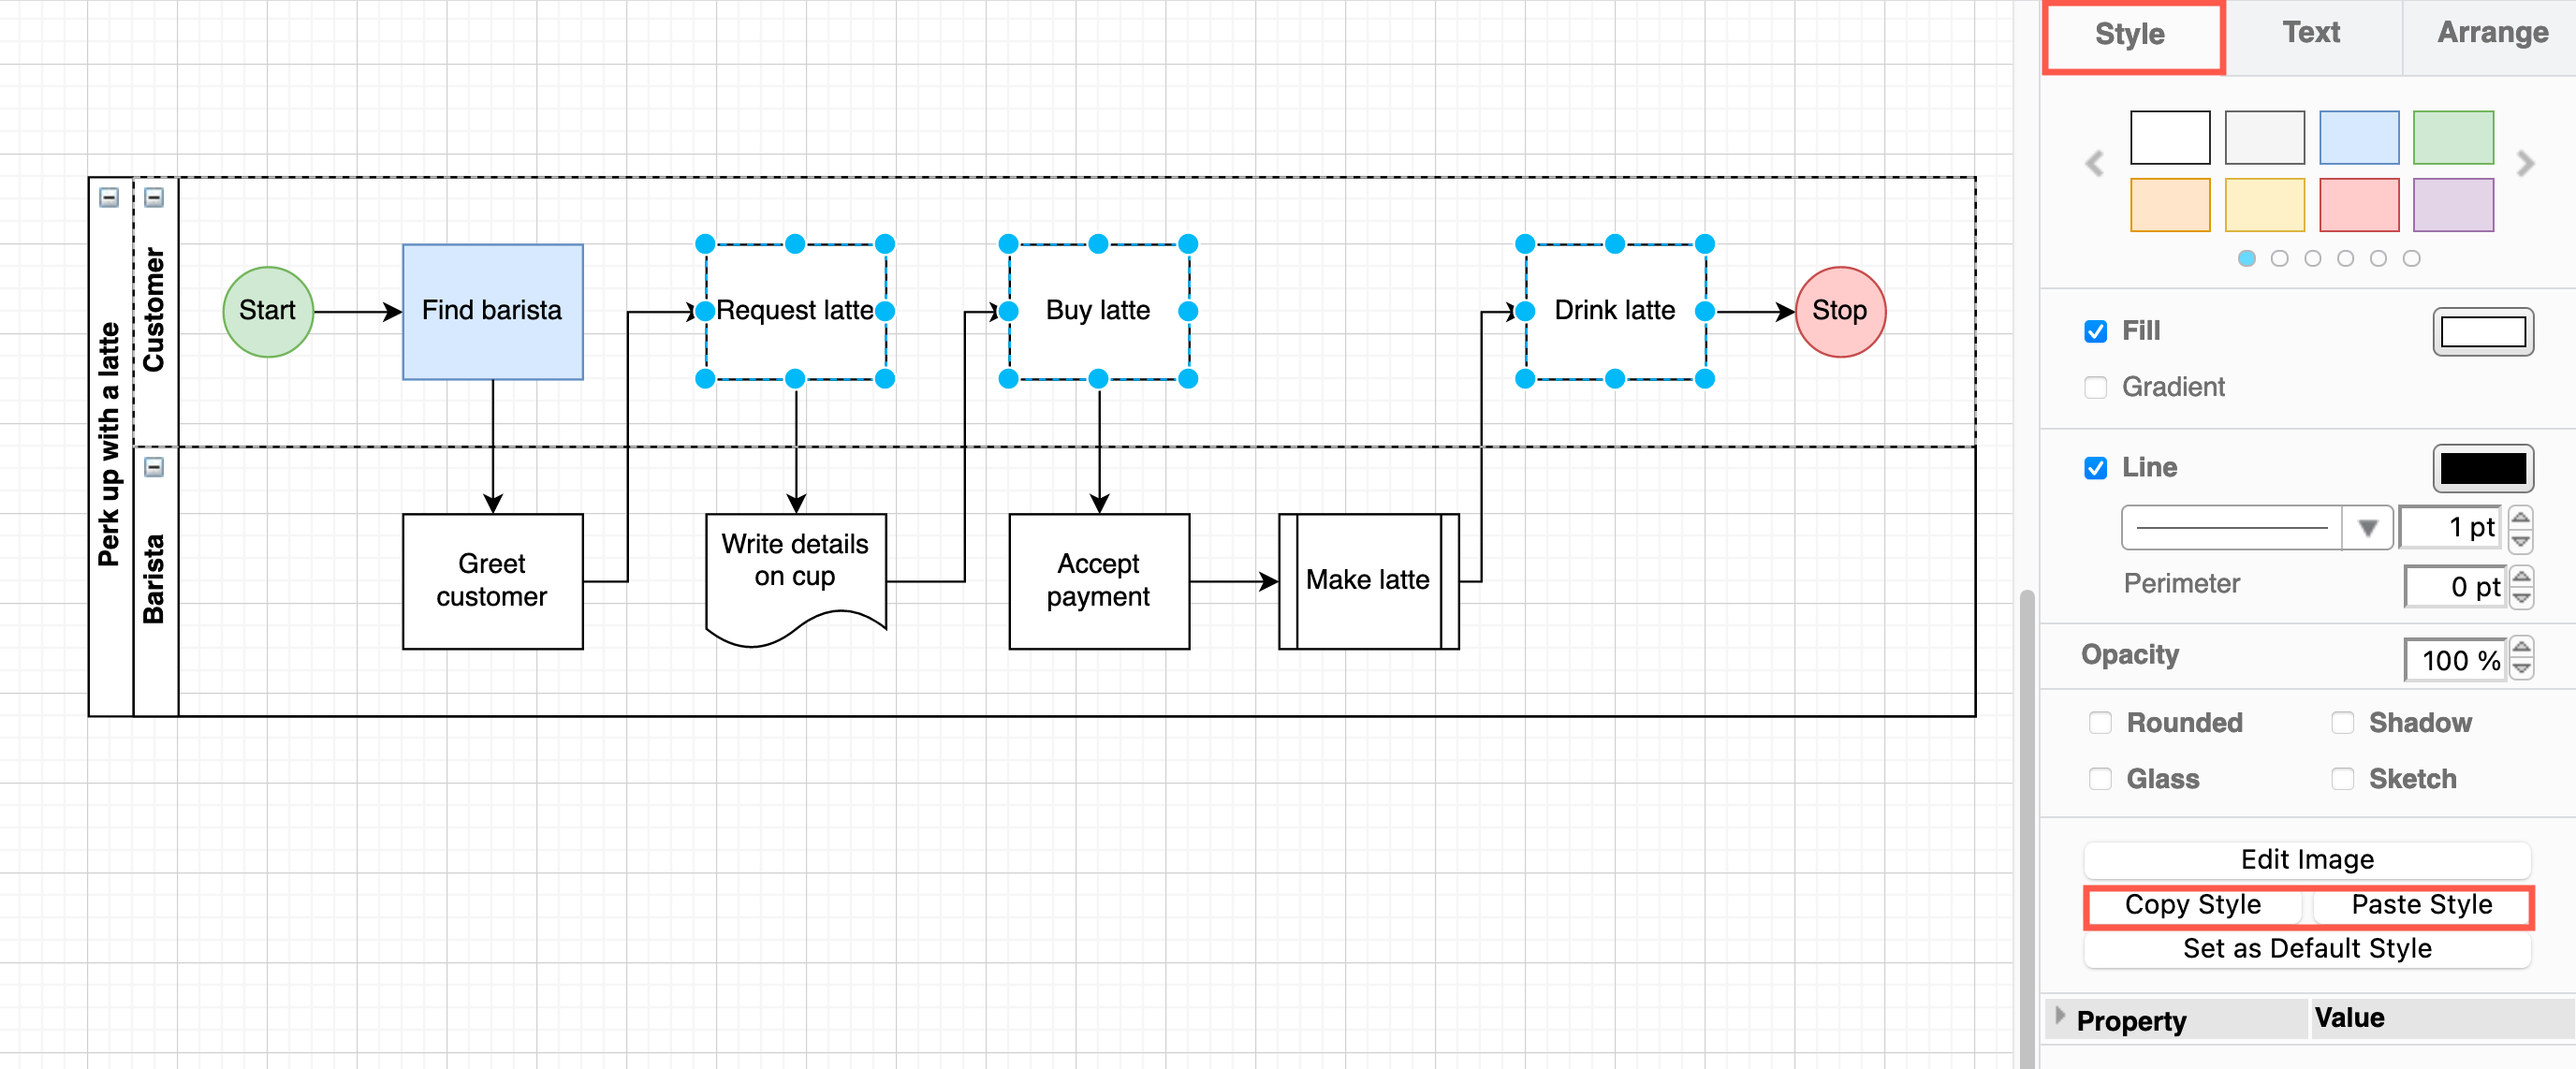 Perk up with a latte
Customer
Start
Find barista
Request latte
Buy latte
Drink latte
Stop
Barista
Greet
customer
Write details
on cup
Accept
payment
Make latte
Style
Text
Arrange
Fill
Gradient
Line
1 pt
Perimeter
0 pt
Opacity
100 %
Rounded
Shadow
Glass
Sketch
Edit Image
Copy Style
Paste Style
Set as Default Style
Property
Value